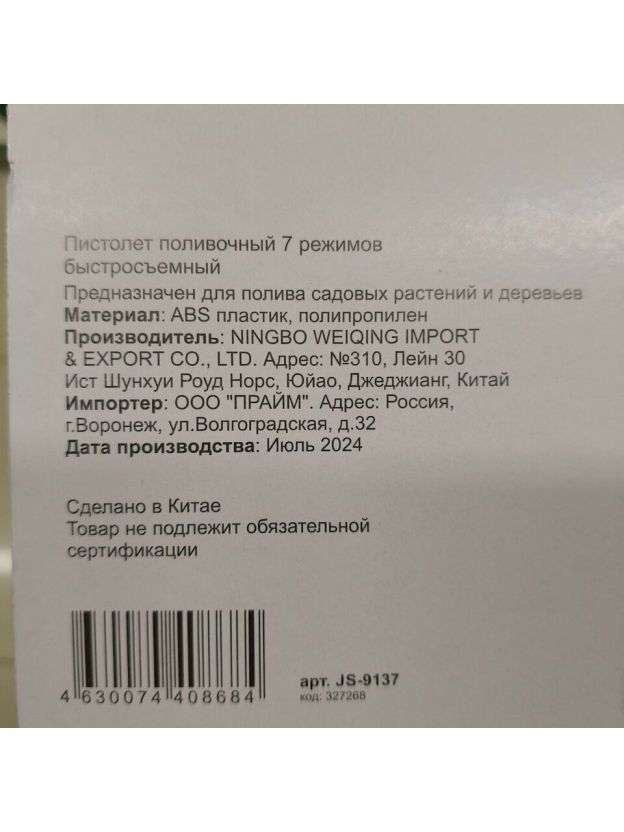 Пистолет поливочный 7 режимов
быстросъемный
Предназначен для полива садовых растений и деревьев
Материал: ABS пластик, полипропилен
Производитель: NINGBO WEIQING IMPORT
& EXPORT CO., LTD. Адрес: №310, Лейн 30
Ист Шунхуи Роуд Норс, Юйао, Джеджианг, Китай
Импортер: ООО "ПРАЙМ". Адрес: Россия,
г.Воронеж, ул.Волгоградская, д.32
Дата производства: Июль 2024
Сделано в Китае
Товар не подлежит обязательной
сертификации
4 630074 408684
арт. JS-9137
код: 327268